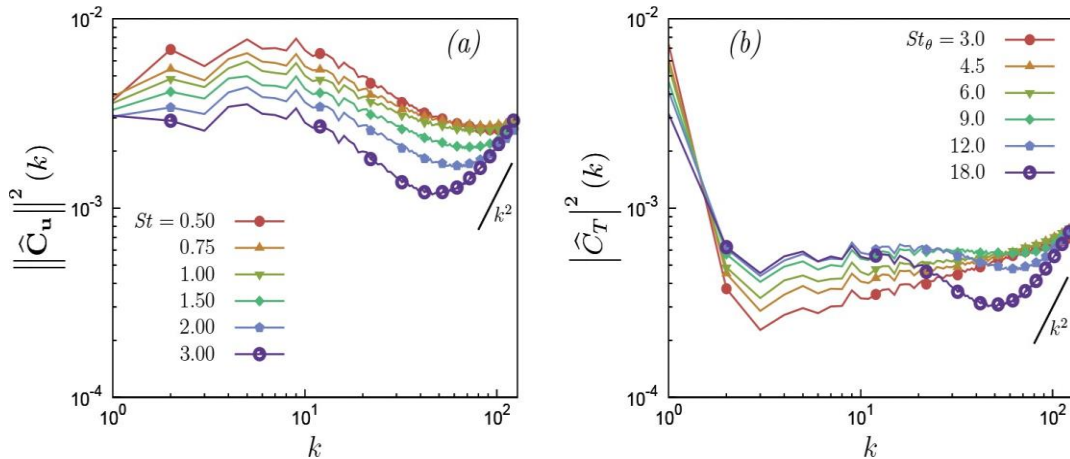 10^-2
10^-3
10^-4
10^0
10^1
10^2
‖Ĉ_u‖^2 (k)
k
(a)
St = 0.50
0.75
1.00
1.50
2.00
3.00
k^2
10^-2
10^-3
10^-4
10^0
10^1
10^2
|Ĉ_T|^2 (k)
k
(b)
St_θ = 3.0
4.5
6.0
9.0
12.0
18.0
k^2